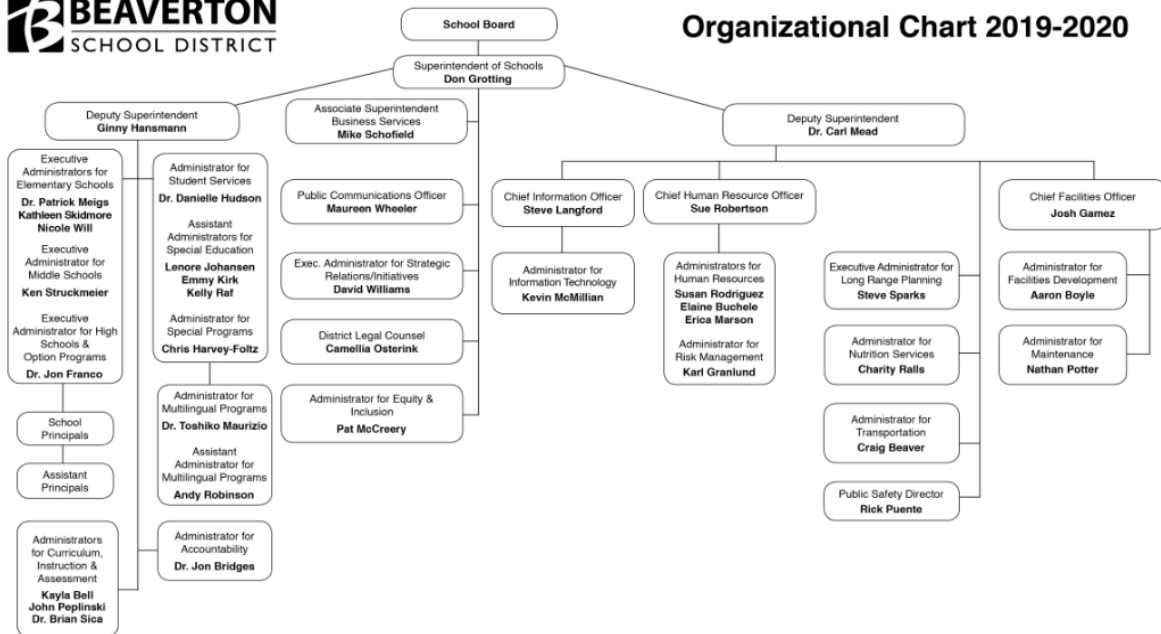 BEAVERTON
SCHOOL DISTRICT
Organizational Chart 2019-2020
School Board
Superintendent of Schools
Don Grotting
Deputy Superintendent
Ginny Hansmann
Associate Superintendent
Business Services
Mike Schofield
Deputy Superintendent
Dr. Carl Mead
Executive
Administrators for
Elementary Schools
Dr. Patrick Meigs
Kathleen Skidmore
Nicole Will
Executive
Administrator for
Middle Schools
Ken Struckmeier
Executive
Administrator for High
Schools &
Option Programs
Dr. Jon Franco
School
Principals
Assistant
Principals
Administrators
for Curriculum,
Instruction &
Assessment
Kayla Bell
John Peplinski
Dr. Brian Sica
Administrator for
Student Services
Dr. Danielle Hudson
Assistant
Administrators for
Special Education
Lenore Johansen
Emmy Kirk
Kelly Raf
Administrator for
Special Programs
Chris Harvey-Foltz
Administrator for
Multilingual Programs
Dr. Toshiko Maurizio
Assistant
Administrator for
Multilingual Programs
Andy Robinson
Administrator for
Accountability
Dr. Jon Bridges
Public Communications Officer
Maureen Wheeler
Exec. Administrator for Strategic
Relations/Initiatives
David Williams
District Legal Counsel
Camellia Osterink
Administrator for Equity &
Inclusion
Pat McCreery
Chief Information Officer
Steve Langford
Administrator for
Information Technology
Kevin McMillian
Chief Human Resource Officer
Sue Robertson
Administrators for
Human Resources
Susan Rodriguez
Elaine Buchele
Erica Marson
Administrator for
Risk Management
Karl Granlund
Executive Administrator for
Long Range Planning
Steve Sparks
Administrator for
Nutrition Services
Charity Ralls
Administrator for
Transportation
Craig Beaver
Public Safety Director
Rick Puente
Chief Facilities Officer
Josh Gamez
Administrator for
Facilities Development
Aaron Boyle
Administrator for
Maintenance
Nathan Potter